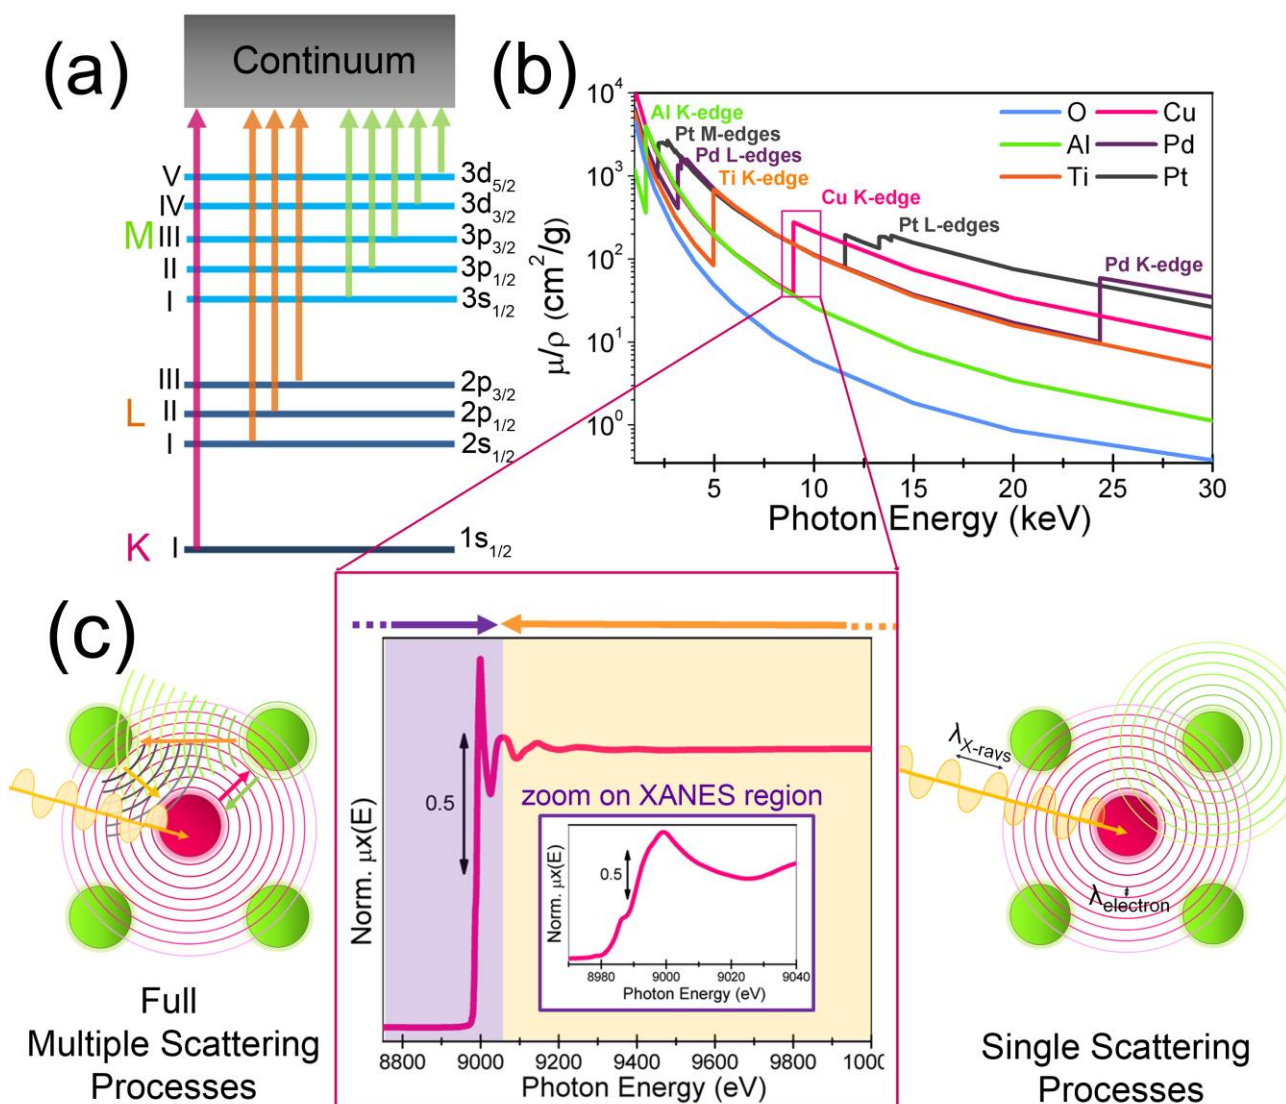 (a)
Continuum
V
3d5/2
IV
3d3/2
M
III
3p3/2
II
3p1/2
I
3s1/2
III
2p3/2
L
II
2p1/2
I
2s1/2
K
I
1s1/2
(b)
10^4
10^3
10^2
10^1
10^0
μ/ρ (cm²/g)
Al K-edge
Pt M-edges
Pd L-edges
Ti K-edge
Cu K-edge
Pt L-edges
Pd K-edge
O
Cu
Al
Pd
Ti
Pt
5 10 15 20 25 30
Photon Energy (keV)
(c)
Full
Multiple Scattering
Processes
Norm. μx(E)
0.5
zoom on XANES region
Norm. μx(E)
0.5
8980 9000 9020 9040
Photon Energy (eV)
8800 9000 9200 9400 9600 9800 1000
Photon Energy (eV)
λX-rays
λelectron
Single Scattering
Processes